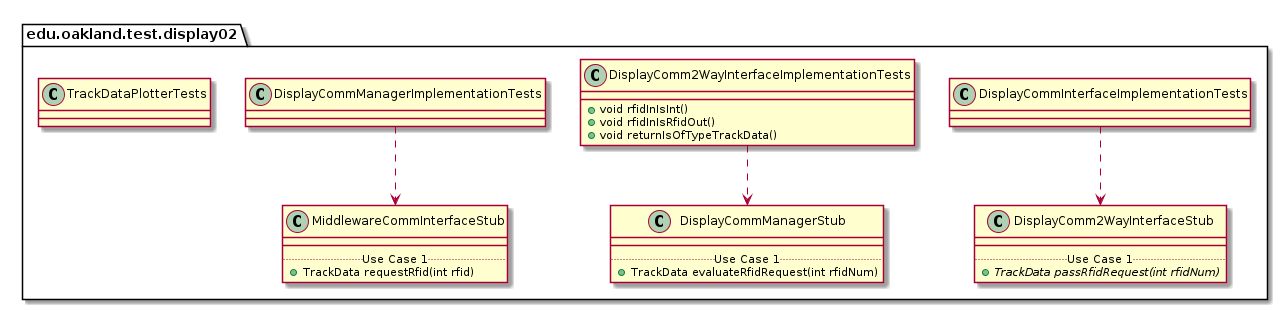 edu.oakland.test.display02
C TrackDataPlotterTests
C DisplayCommManagerImplementationTests
C DisplayComm2WayInterfaceImplementationTests
void rfidInIsInt()
void rfidInIsRfidOut()
void returnIsOfTypeTrackData()
C DisplayCommInterfaceImplementationTests
C MiddlewareCommInterfaceStub
Use Case 1
TrackData requestRfid(int rfid)
C DisplayCommManagerStub
Use Case 1
TrackData evaluateRfidRequest(int rfidNum)
C DisplayComm2WayInterfaceStub
Use Case 1
TrackData passRfidRequest(int rfidNum)